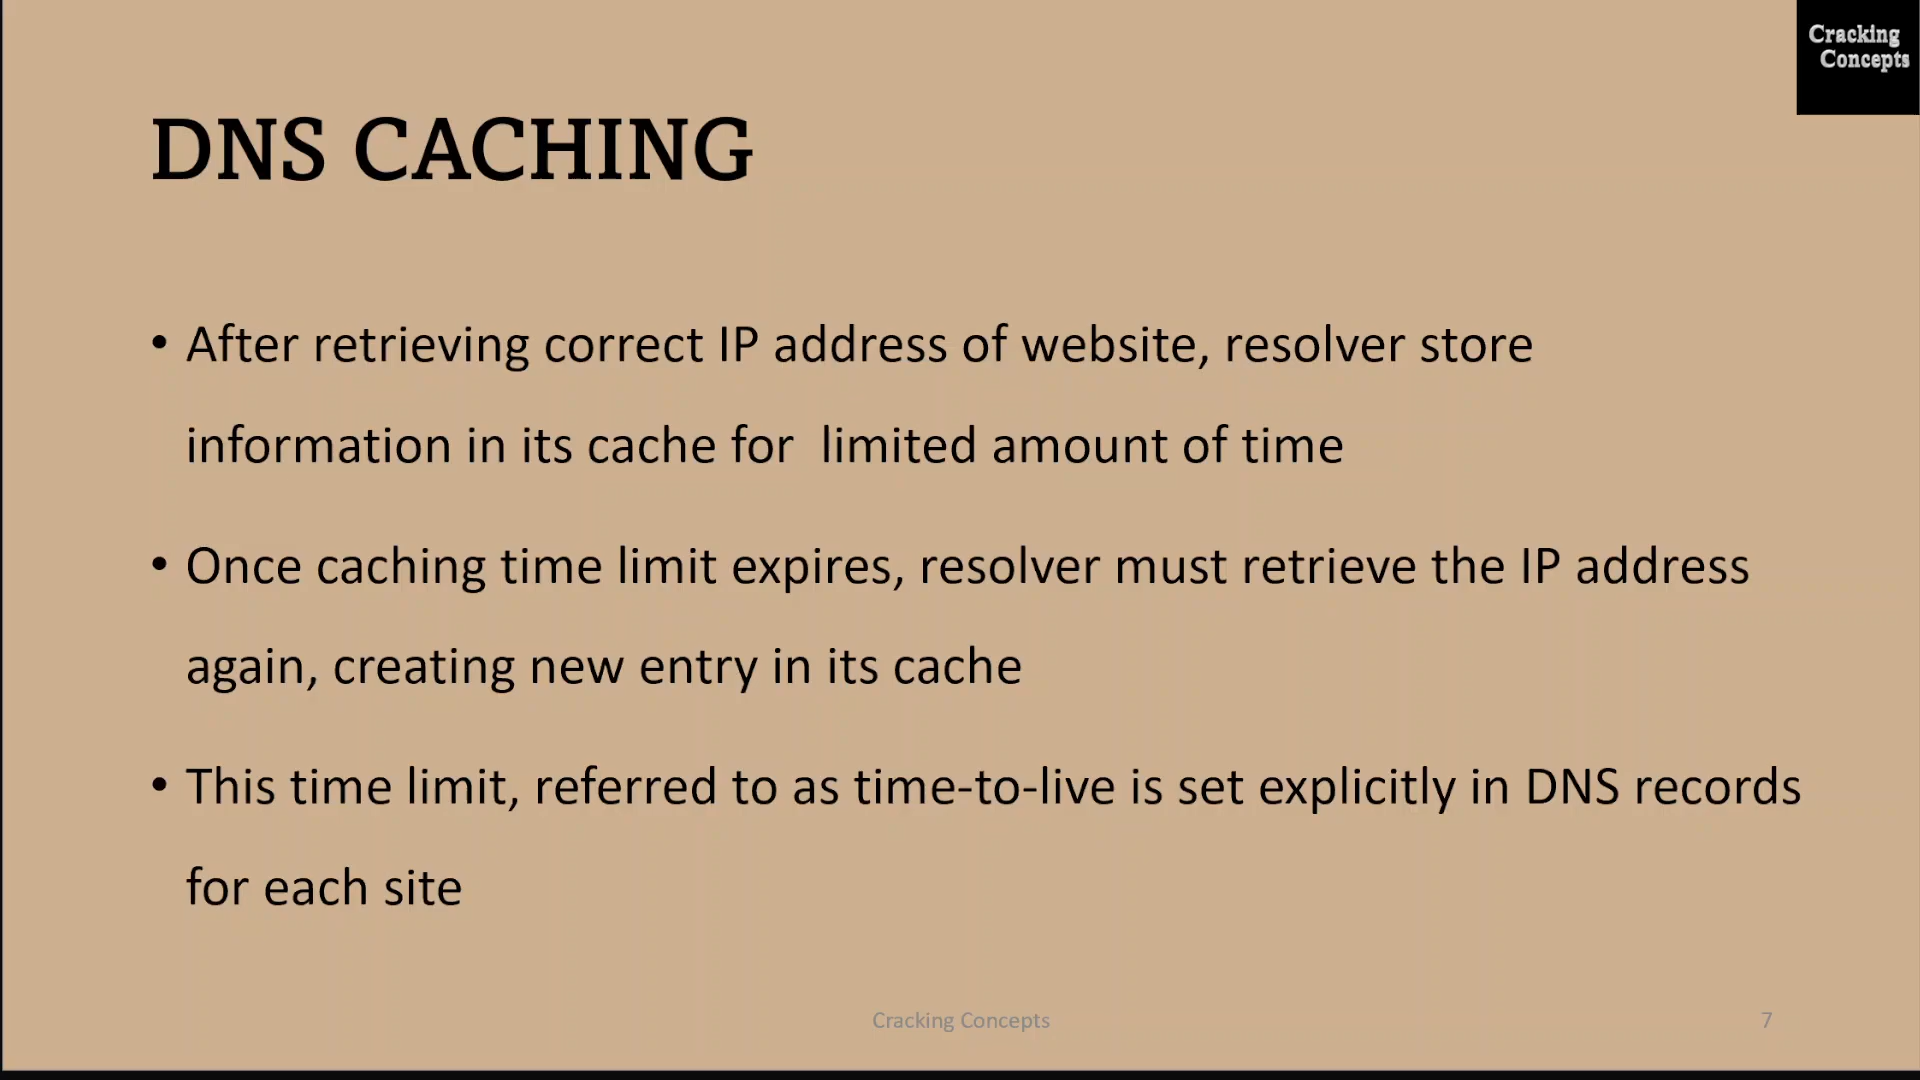 Cracking
Concepts
DNS CACHING
• After retrieving correct IP address of website, resolver store
information in its cache for  limited amount of time
• Once caching time limit expires, resolver must retrieve the IP address
again, creating new entry in its cache
• This time limit, referred to as time-to-live is set explicitly in DNS records
for each site
Cracking Concepts
7